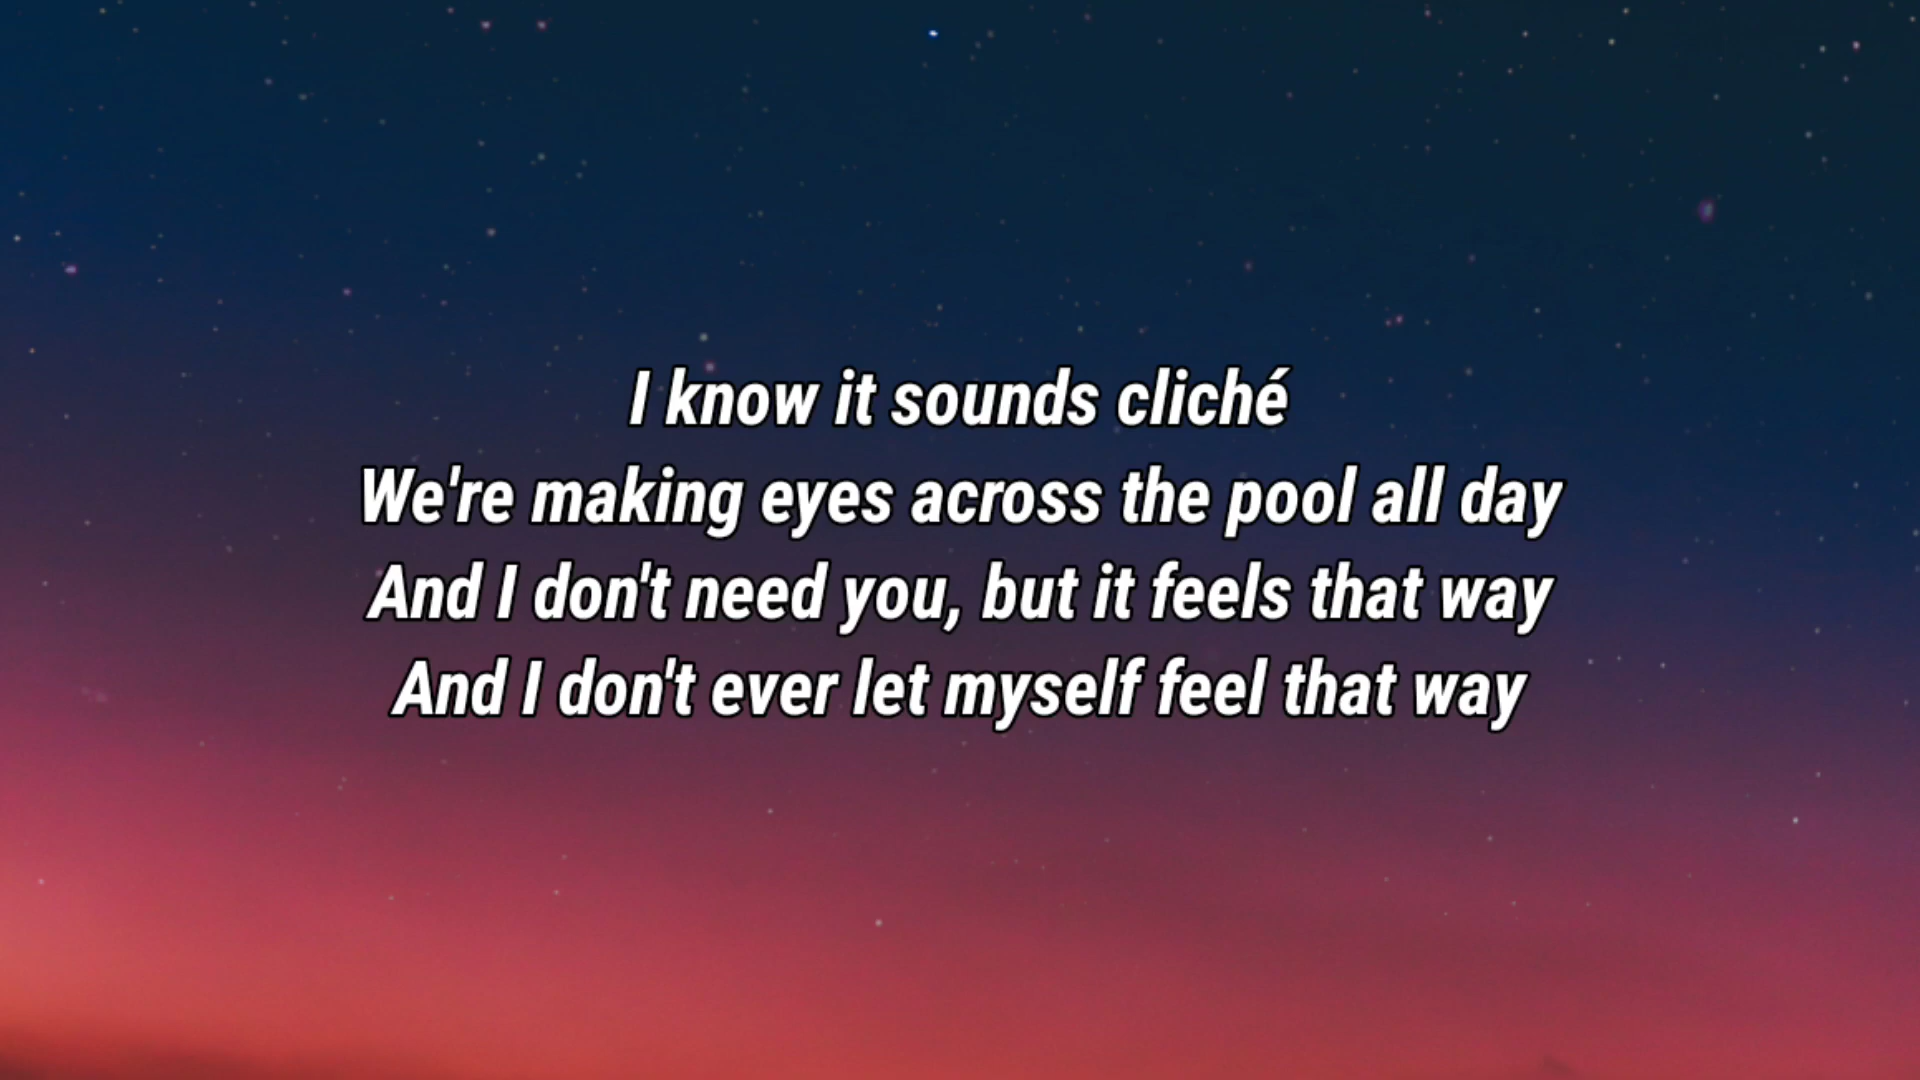 I know it sounds cliché
We're making eyes across the pool all day
And I don't need you, but it feels that way
And I don't ever let myself feel that way